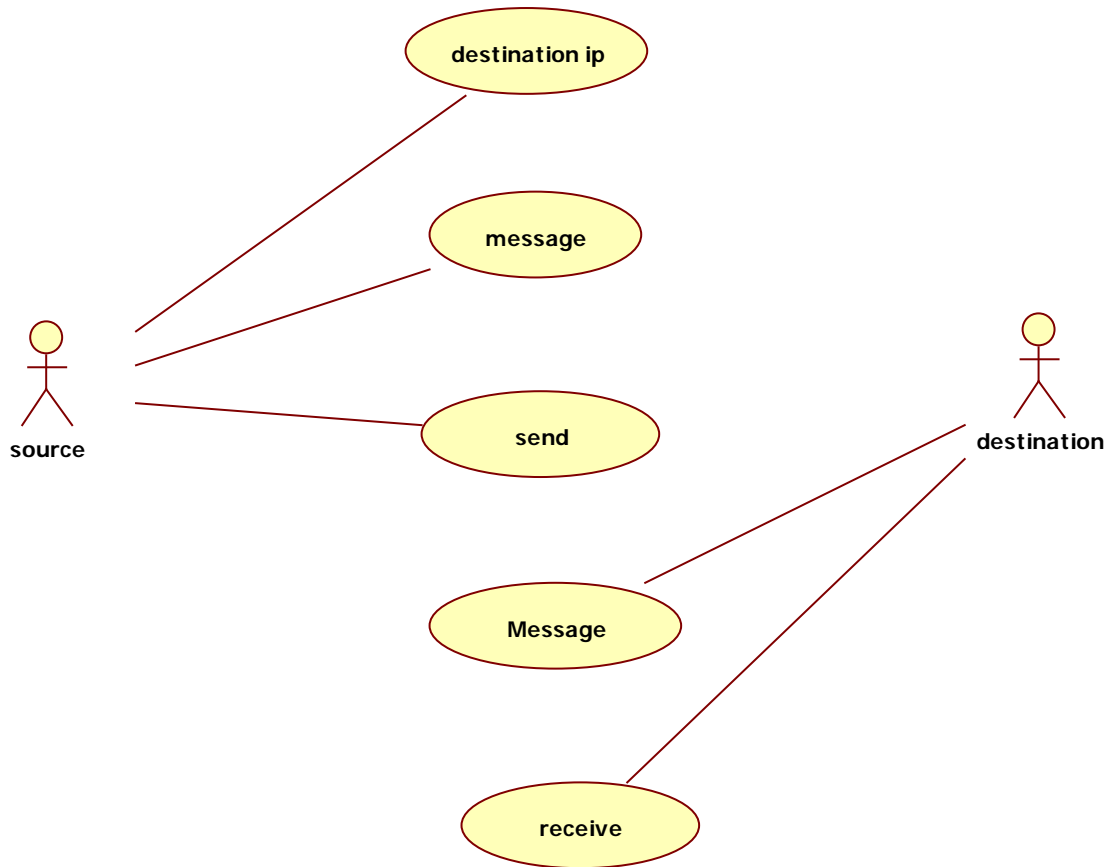 destination ip
message
source
send
destination
Message
receive